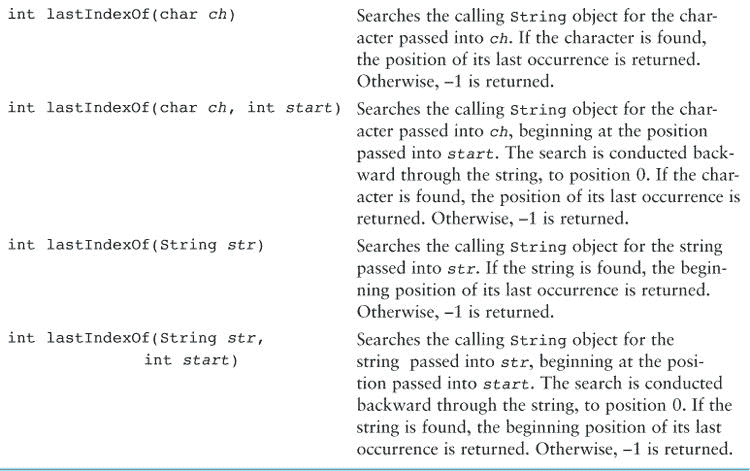 int lastIndexOf(char ch)
Searches the calling String object for the char-
acter passed into ch. If the character is found,
the position of its last occurrence is returned.
Otherwise, –1 is returned.
int lastIndexOf(char ch, int start)
Searches the calling String object for the char-
acter passed into ch, beginning at the position
passed into start. The search is conducted back-
ward through the string, to position 0. If the char-
acter is found, the position of its last occurrence is
returned. Otherwise, –1 is returned.
int lastIndexOf(String str)
Searches the calling String object for the string
passed into str. If the string is found, the begin-
ning position of its last occurrence is returned.
Otherwise, –1 is returned.
int lastIndexOf(String str,
int start)
Searches the calling String object for the
string passed into str, beginning at the posi-
tion passed into start. The search is conducted
backward through the string, to position 0. If the
string is found, the beginning position of its last
occurrence is returned. Otherwise, –1 is returned.